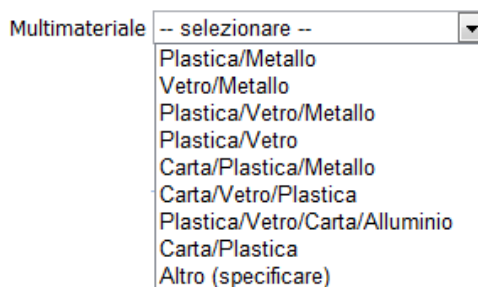 Multimateriale -- selezionare --
Plastica/Metallo
Vetro/Metallo
Plastica/Vetro/Metallo
Plastica/Vetro
Carta/Plastica/Metallo
Carta/Vetro/Plastica
Plastica/Vetro/Carta/Alluminio
Carta/Plastica
Altro (specificare)